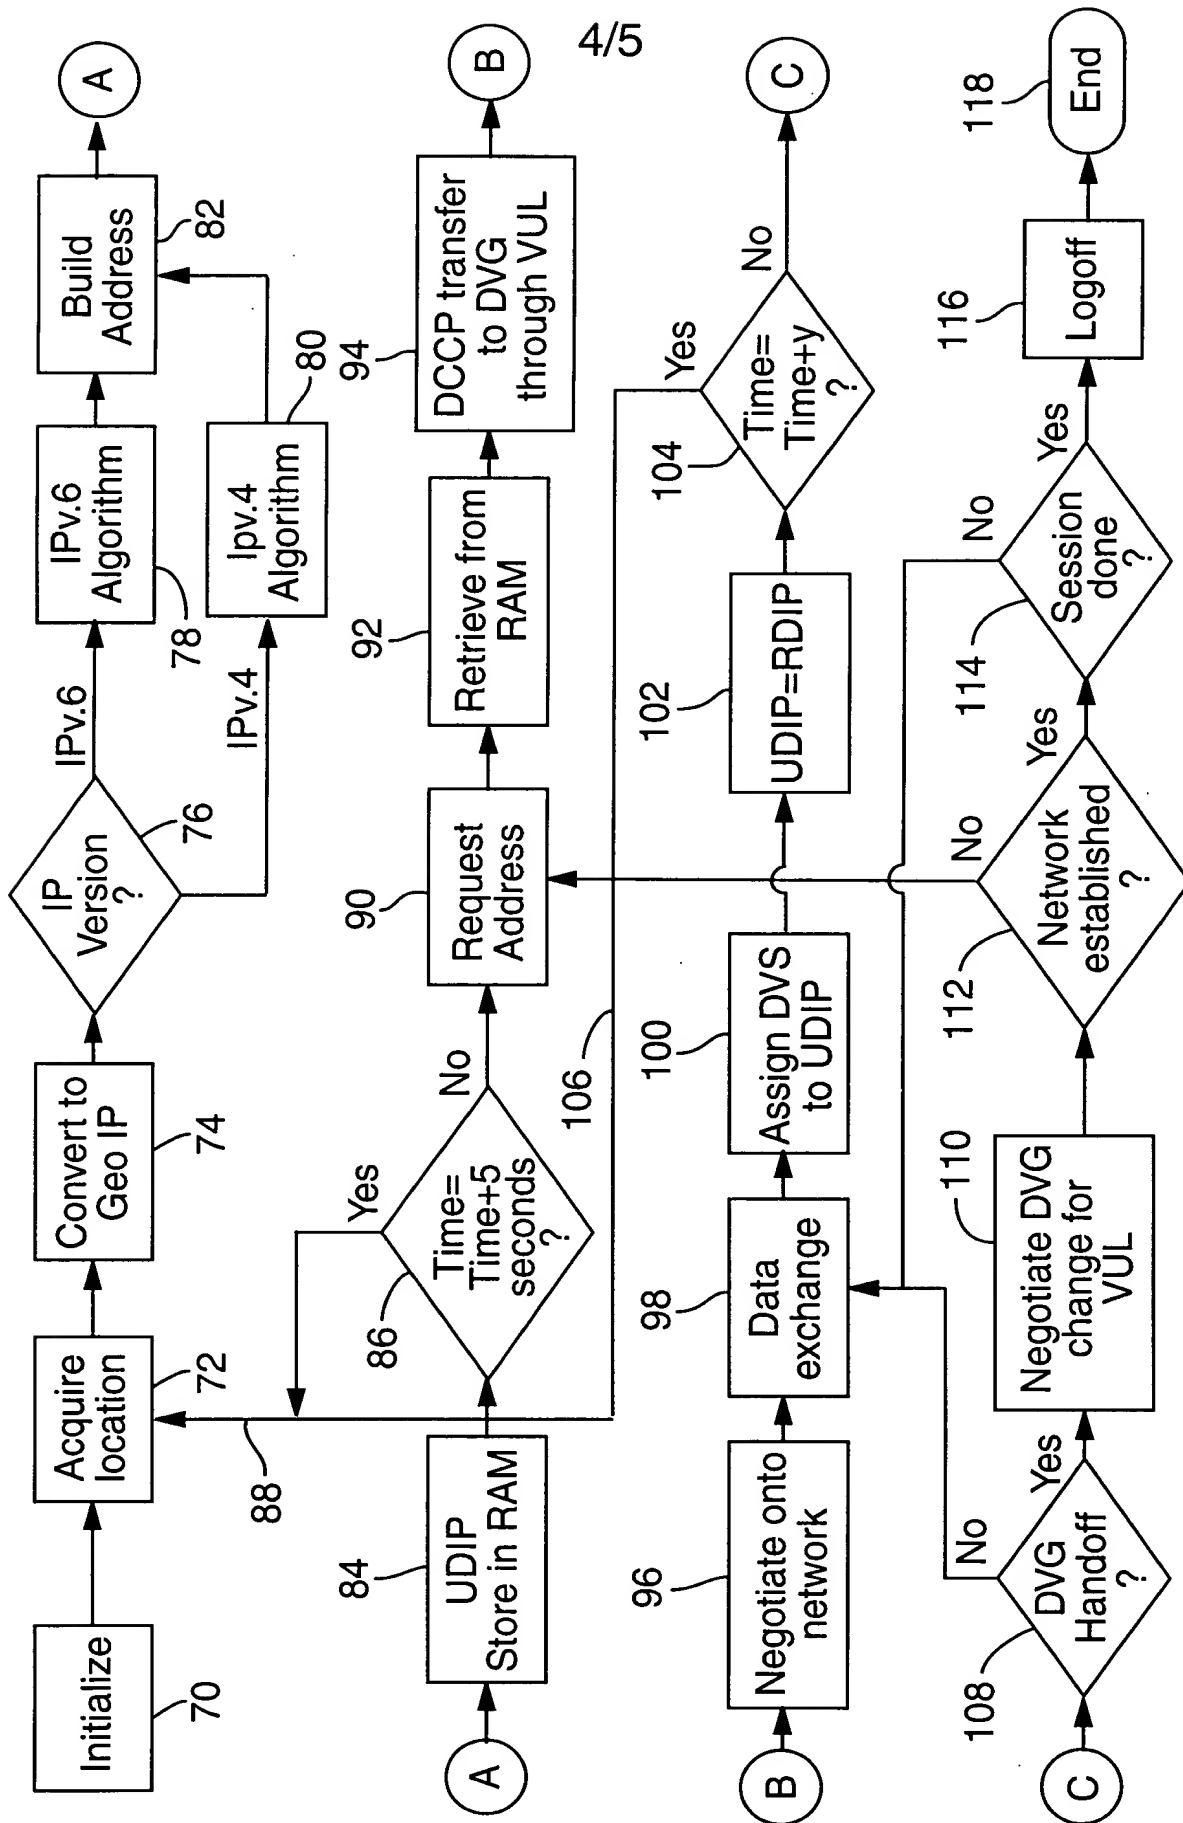 4/5
Initialize
70
Acquire
location
72
Convert to
Geo IP
74
IP
Version
?
76
IPv.6
IPv.4
IPv.6
Algorithm
78
Ipv.4
Algorithm
80
Build
Address
82
A
A
UDIP
Store in RAM
84
88
Time=
Time+5
seconds
?
86
Yes
No
Request
Address
90
Retrieve from
RAM
92
DCCP transfer
to DVG
through VUL
94
B
106
B
Negotiate onto
network
96
Data
exchange
98
Assign DVS
to UDIP
100
UDIP=RDIP
102
Time=
Time+y
?
104
Yes
No
C
C
DVG
Handoff
?
108
No
Yes
Negotiate DVG
change for
VUL
110
Network
established
?
112
No
Yes
Session
done
?
114
No
Yes
Logoff
116
End
118